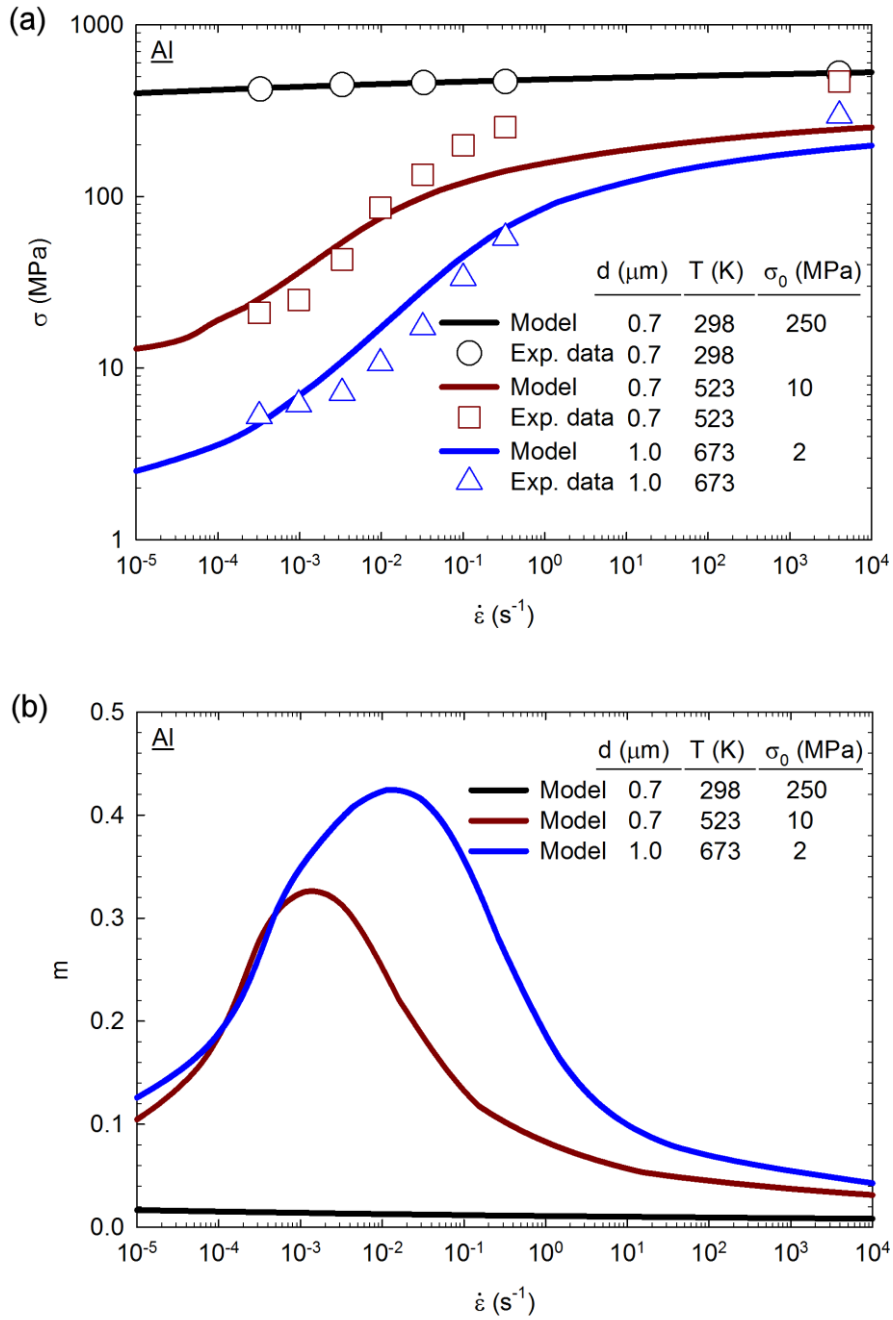 (a)
Al
1000
100
10
1
σ (MPa)
d (μm) T (K) σ₀ (MPa)
Model 0.7 298 250
Exp. data 0.7 298
Model 0.7 523 10
Exp. data 0.7 523
Model 1.0 673 2
Exp. data 1.0 673
10⁻⁵ 10⁻⁴ 10⁻³ 10⁻² 10⁻¹ 10⁰ 10¹ 10² 10³ 10⁴
ε̇ (s⁻¹)
(b)
Al
0.5
0.4
0.3
0.2
0.1
0.0
m
d (μm) T (K) σ₀ (MPa)
Model 0.7 298 250
Model 0.7 523 10
Model 1.0 673 2
10⁻⁵ 10⁻⁴ 10⁻³ 10⁻² 10⁻¹ 10⁰ 10¹ 10² 10³ 10⁴
ε̇ (s⁻¹)